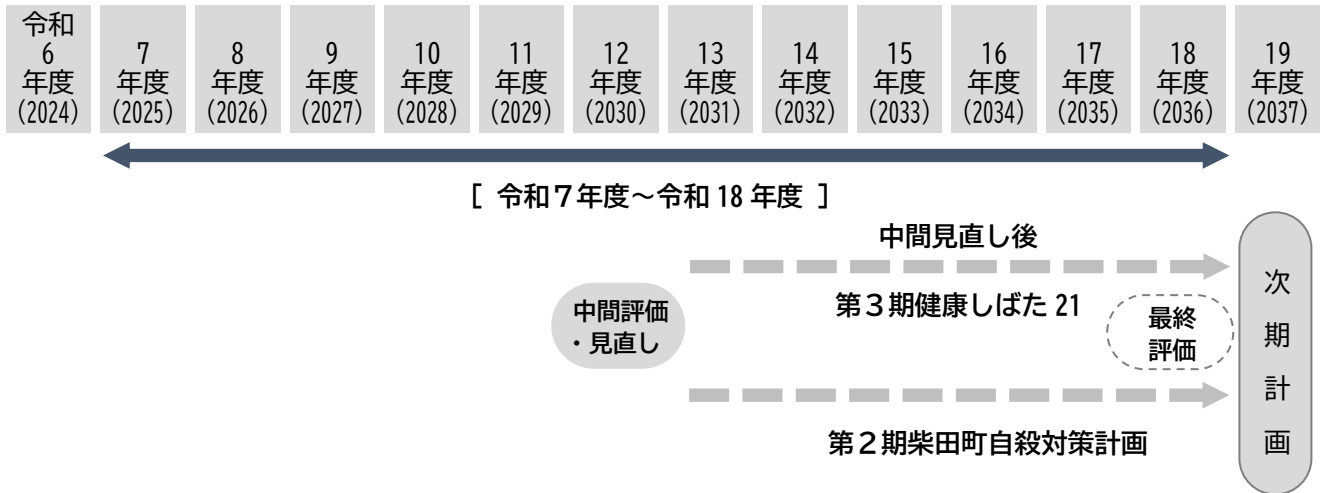 令和
6
年度
(2024)
7
年度
(2025)
8
年度
(2026)
9
年度
(2027)
10
年度
(2028)
11
年度
(2029)
12
年度
(2030)
13
年度
(2031)
14
年度
(2032)
15
年度
(2033)
16
年度
(2034)
17
年度
(2035)
18
年度
(2036)
19
年度
(2037)
[ 令和７年度～令和 18 年度 ]
中間見直し後
第３期健康しばた 21
中間評価
・見直し
最終
評価
第２期柴田町自殺対策計画
次期計画